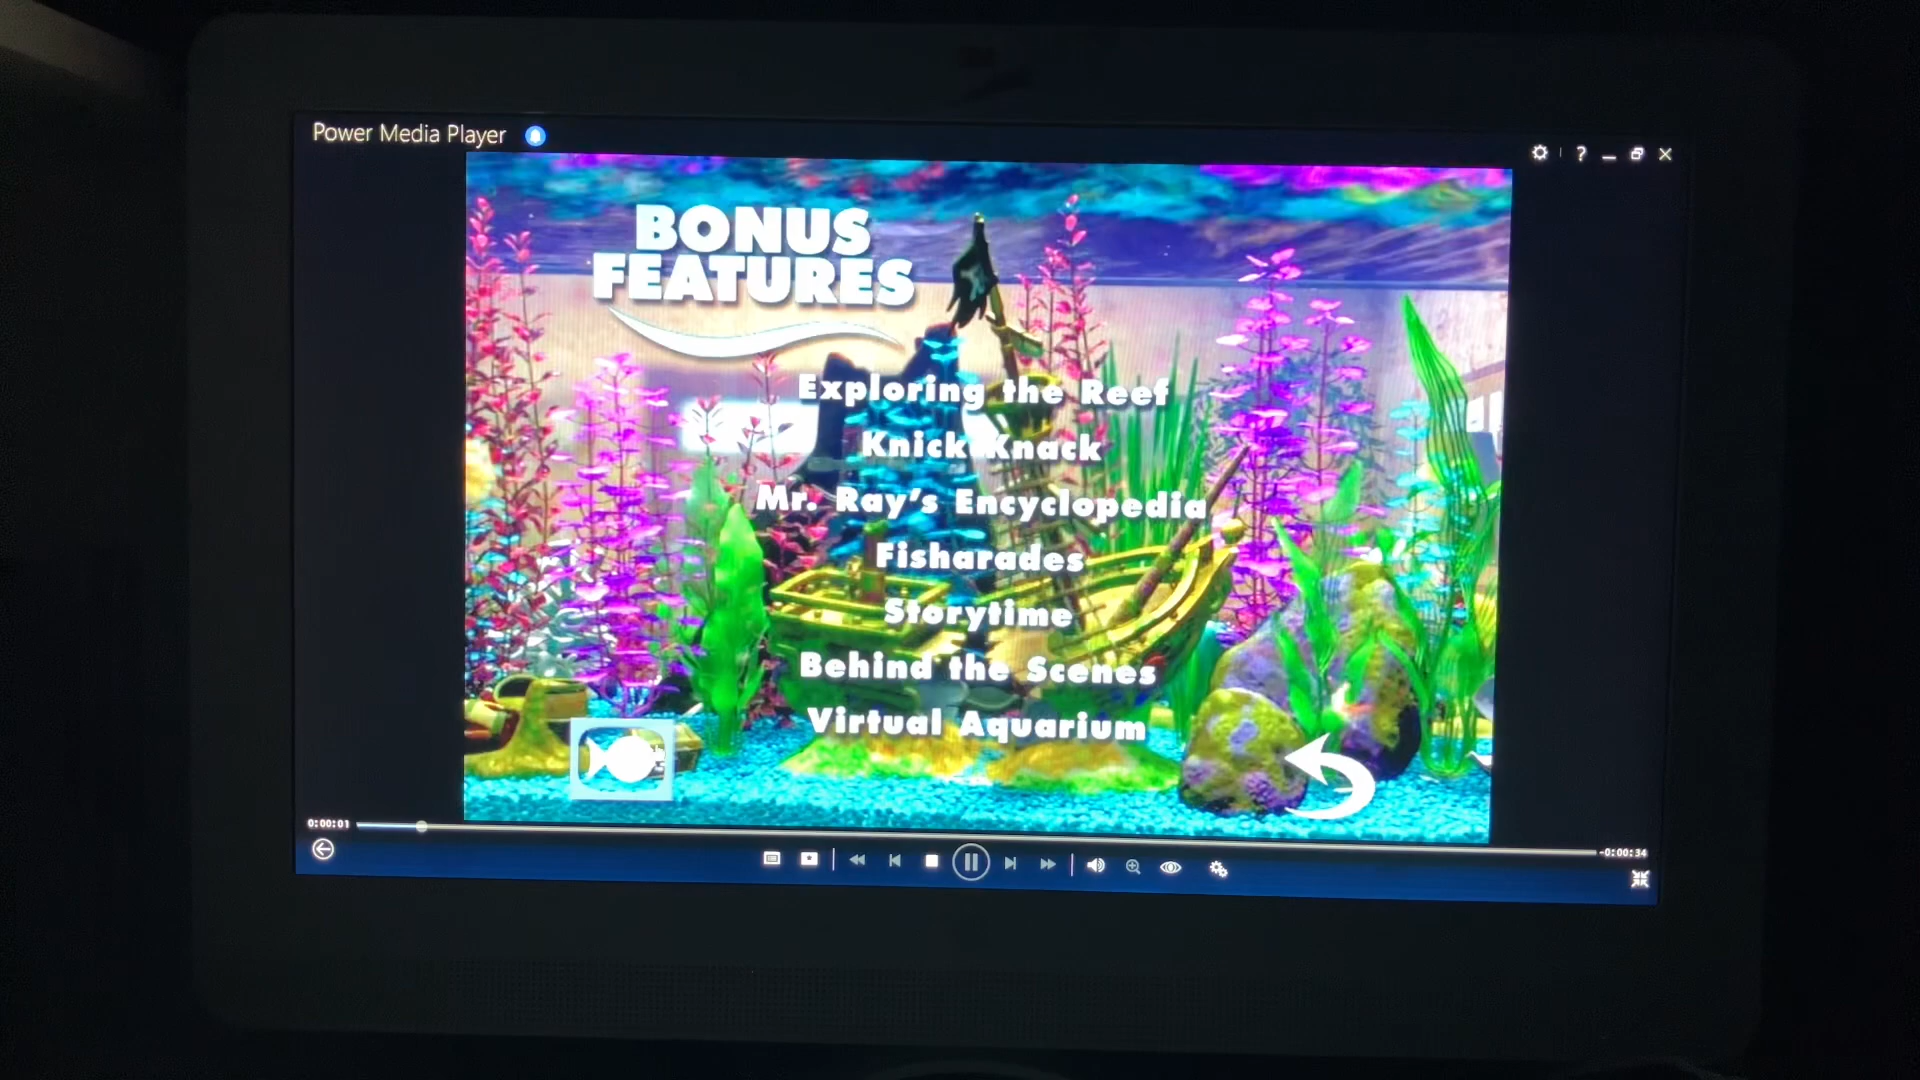 Power Media Player
?
BONUS
FEATURES
Exploring the Reef
Knick Knack
Mr. Ray's Encyclopedia
Fisharades
Storytime
Behind the Scenes
Virtual Aquarium
0:00:01
-0:00:34